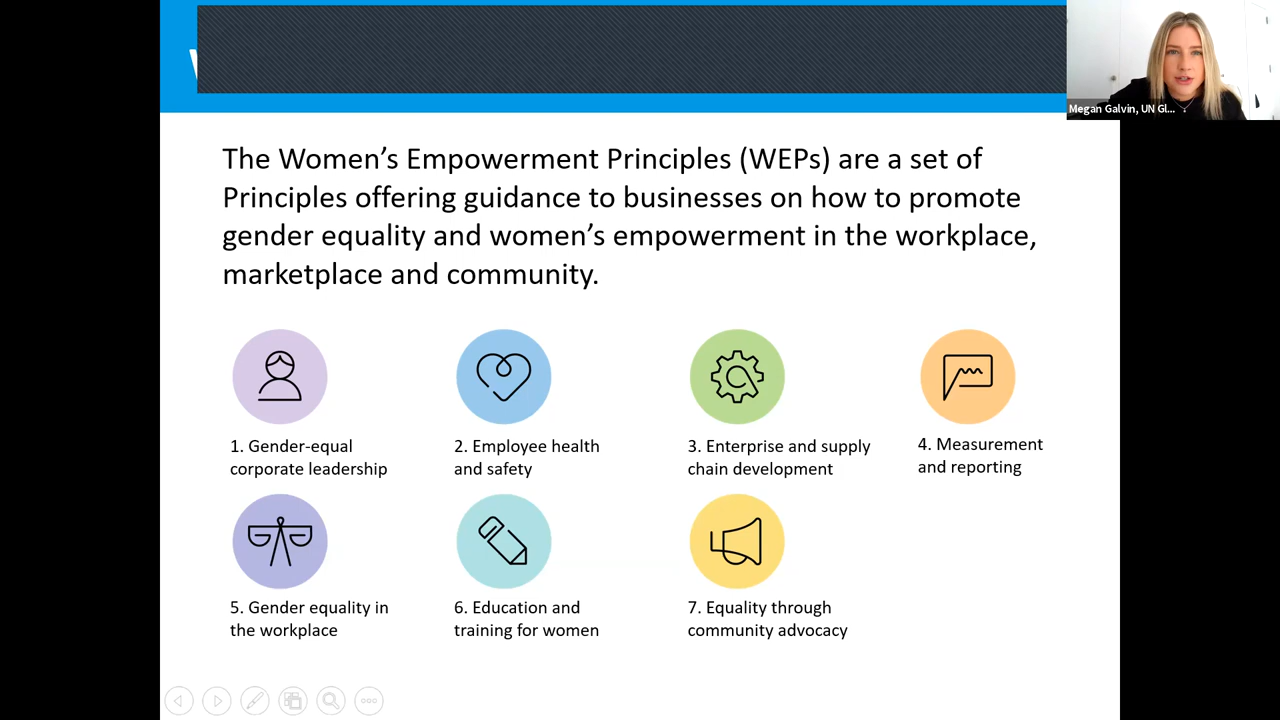 The Women’s Empowerment Principles (WEPs) are a set of
Principles offering guidance to businesses on how to promote
gender equality and women’s empowerment in the workplace,
marketplace and community.
1. Gender-equal
corporate leadership
2. Employee health
and safety
3. Enterprise and supply
chain development
4. Measurement
and reporting
5. Gender equality in
the workplace
6. Education and
training for women
7. Equality through
community advocacy
Megan Galvin, UN Gl...